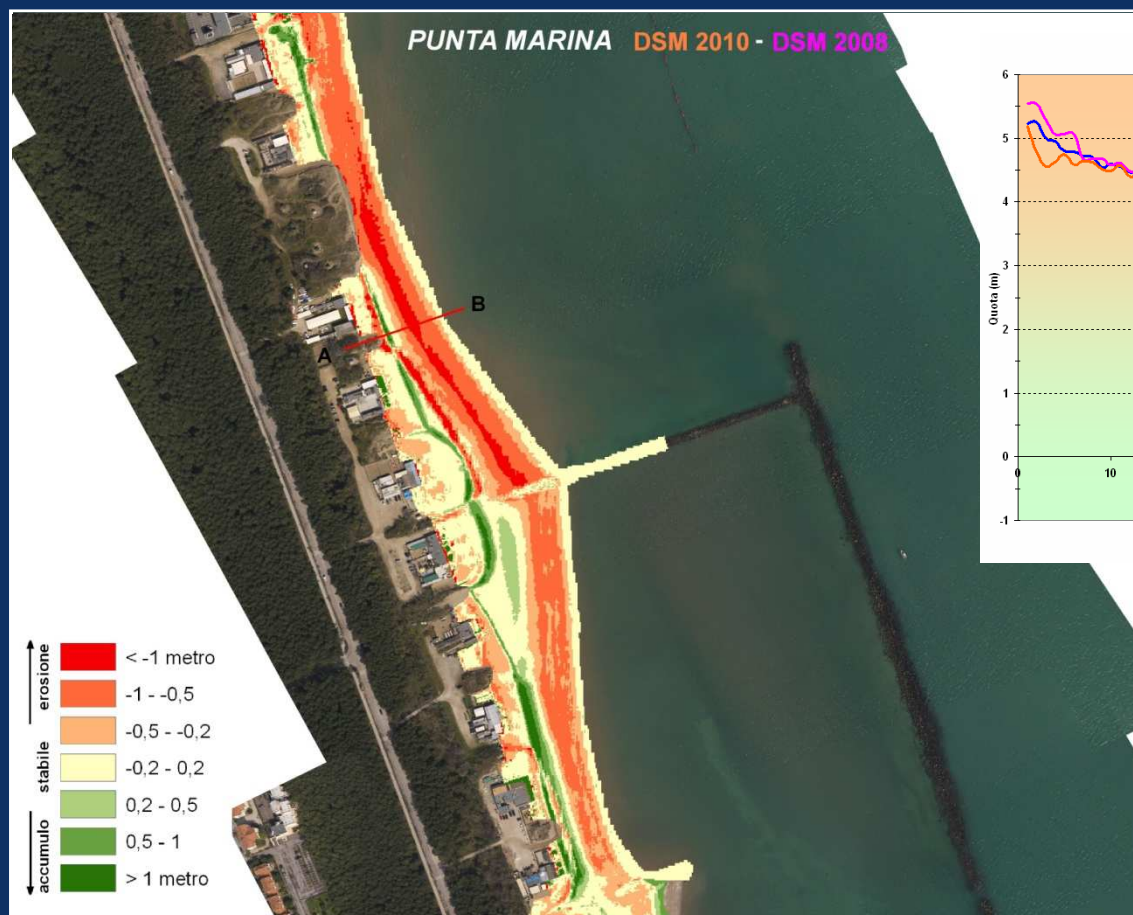 PUNTA MARINA DSM 2010 - DSM 2008
A
B
erosione
stabile
accumulo
< -1 metro
-1 - -0,5
-0,5 - -0,2
-0,2 - 0,2
0,2 - 0,5
0,5 - 1
> 1 metro
Quota (m)
6
5
4
3
2
1
0
-1
0
10